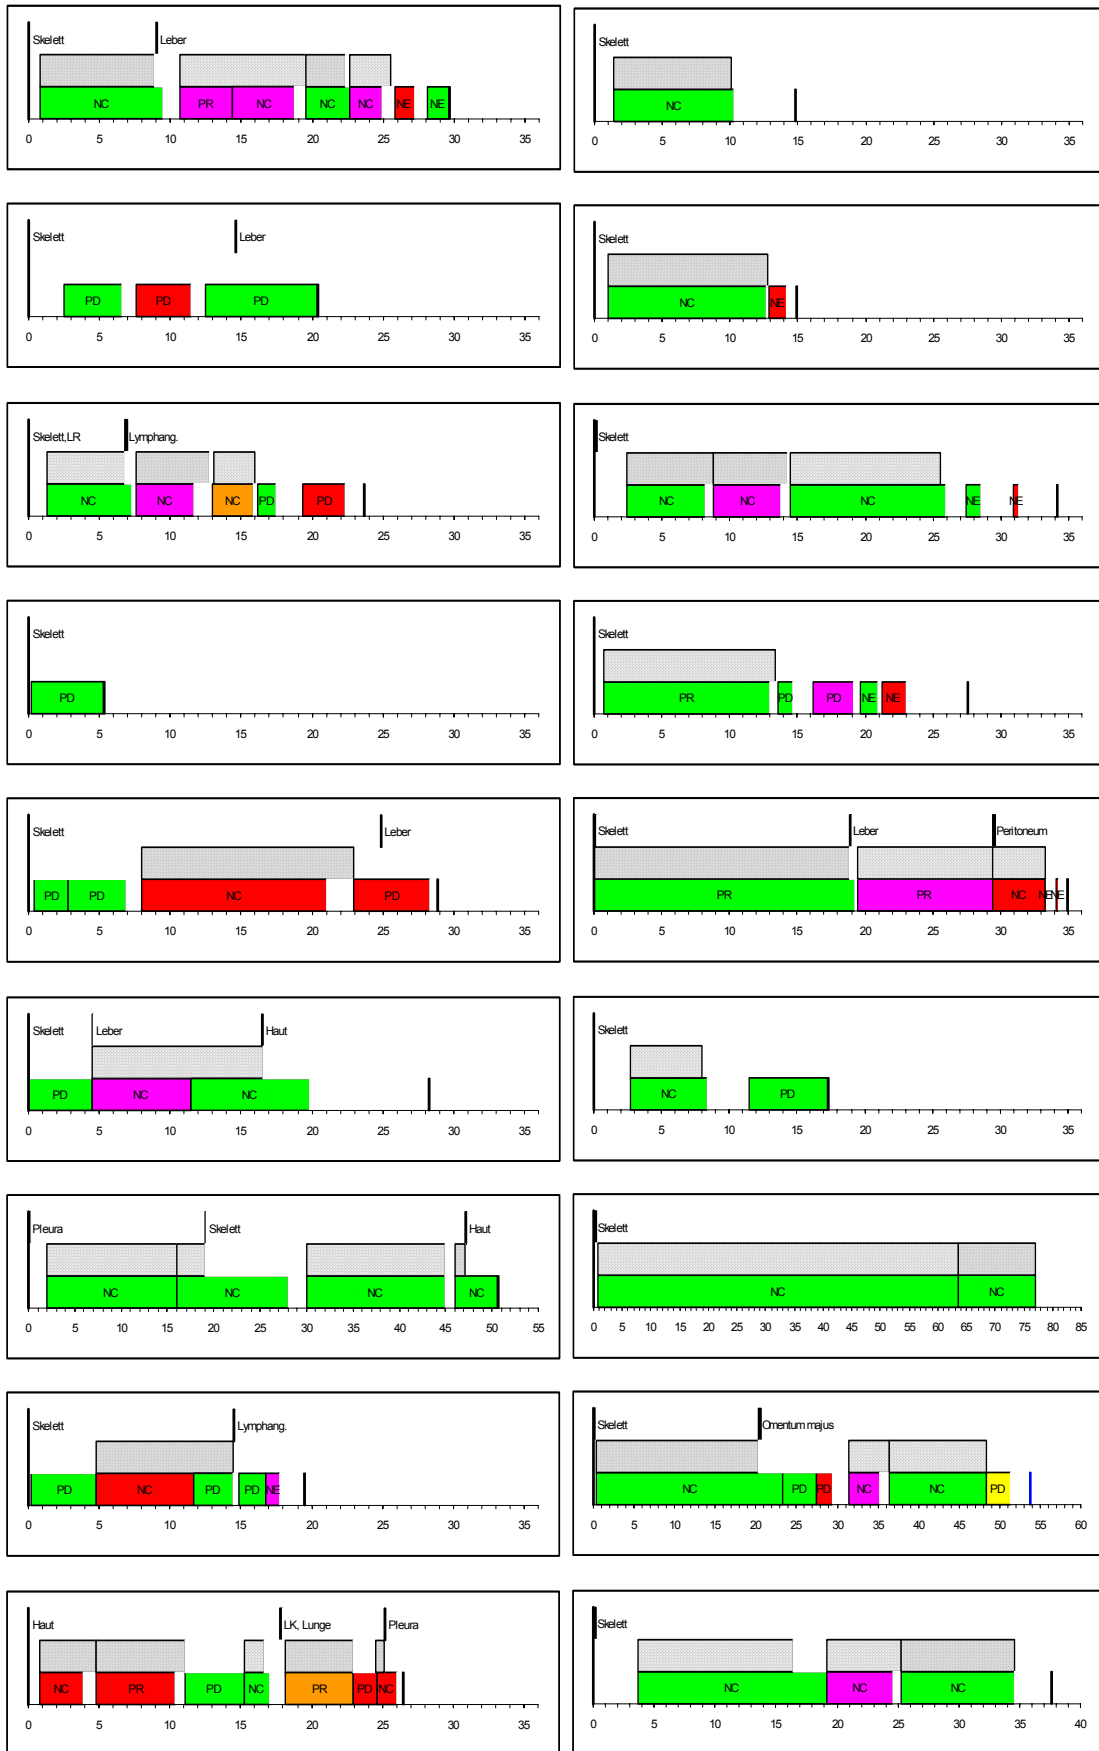 Skelett Leber
NC PR NC NC NC NE NE
0 5 10 15 20 25 30 35
Skelett
NC
0 5 10 15 20 25 30 35
Skelett Leber
PD PD PD
0 5 10 15 20 25 30 35
Skelett
NC NE
0 5 10 15 20 25 30 35
Skelett,LR Lymphang.
NC NC NC PD PD
0 5 10 15 20 25 30 35
Skelett
NC NC NC NE NE
0 5 10 15 20 25 30 35
Skelett
PD
0 5 10 15 20 25 30 35
Skelett
PR PD PD NE NE
0 5 10 15 20 25 30 35
Skelett Leber
PD PD NC PD
0 5 10 15 20 25 30 35
Skelett Leber Peritoneum
PR PR NC NE NE
0 5 10 15 20 25 30 35
Skelett Leber Haut
PD NC NC
0 5 10 15 20 25 30 35
Skelett
NC PD
0 5 10 15 20 25 30 35
Pleura Skelett Haut
NC NC NC NC
0 5 10 15 20 25 30 35 40 45 50 55
Skelett
NC NC
0 5 10 15 20 25 30 35 40 45 50 55 60 65 70 75 80 85
Skelett Lymphang.
PD NC PD PD NE
0 5 10 15 20 25 30 35
Skelett Omentum majus
NC PD PD NC NC PD
0 5 10 15 20 25 30 35 40 45 50 55 60
Haut LK, Lunge Pleura
NC PR PD NC PR PD NC
0 5 10 15 20 25 30 35
Skelett
NC NC NC
0 5 10 15 20 25 30 35 40